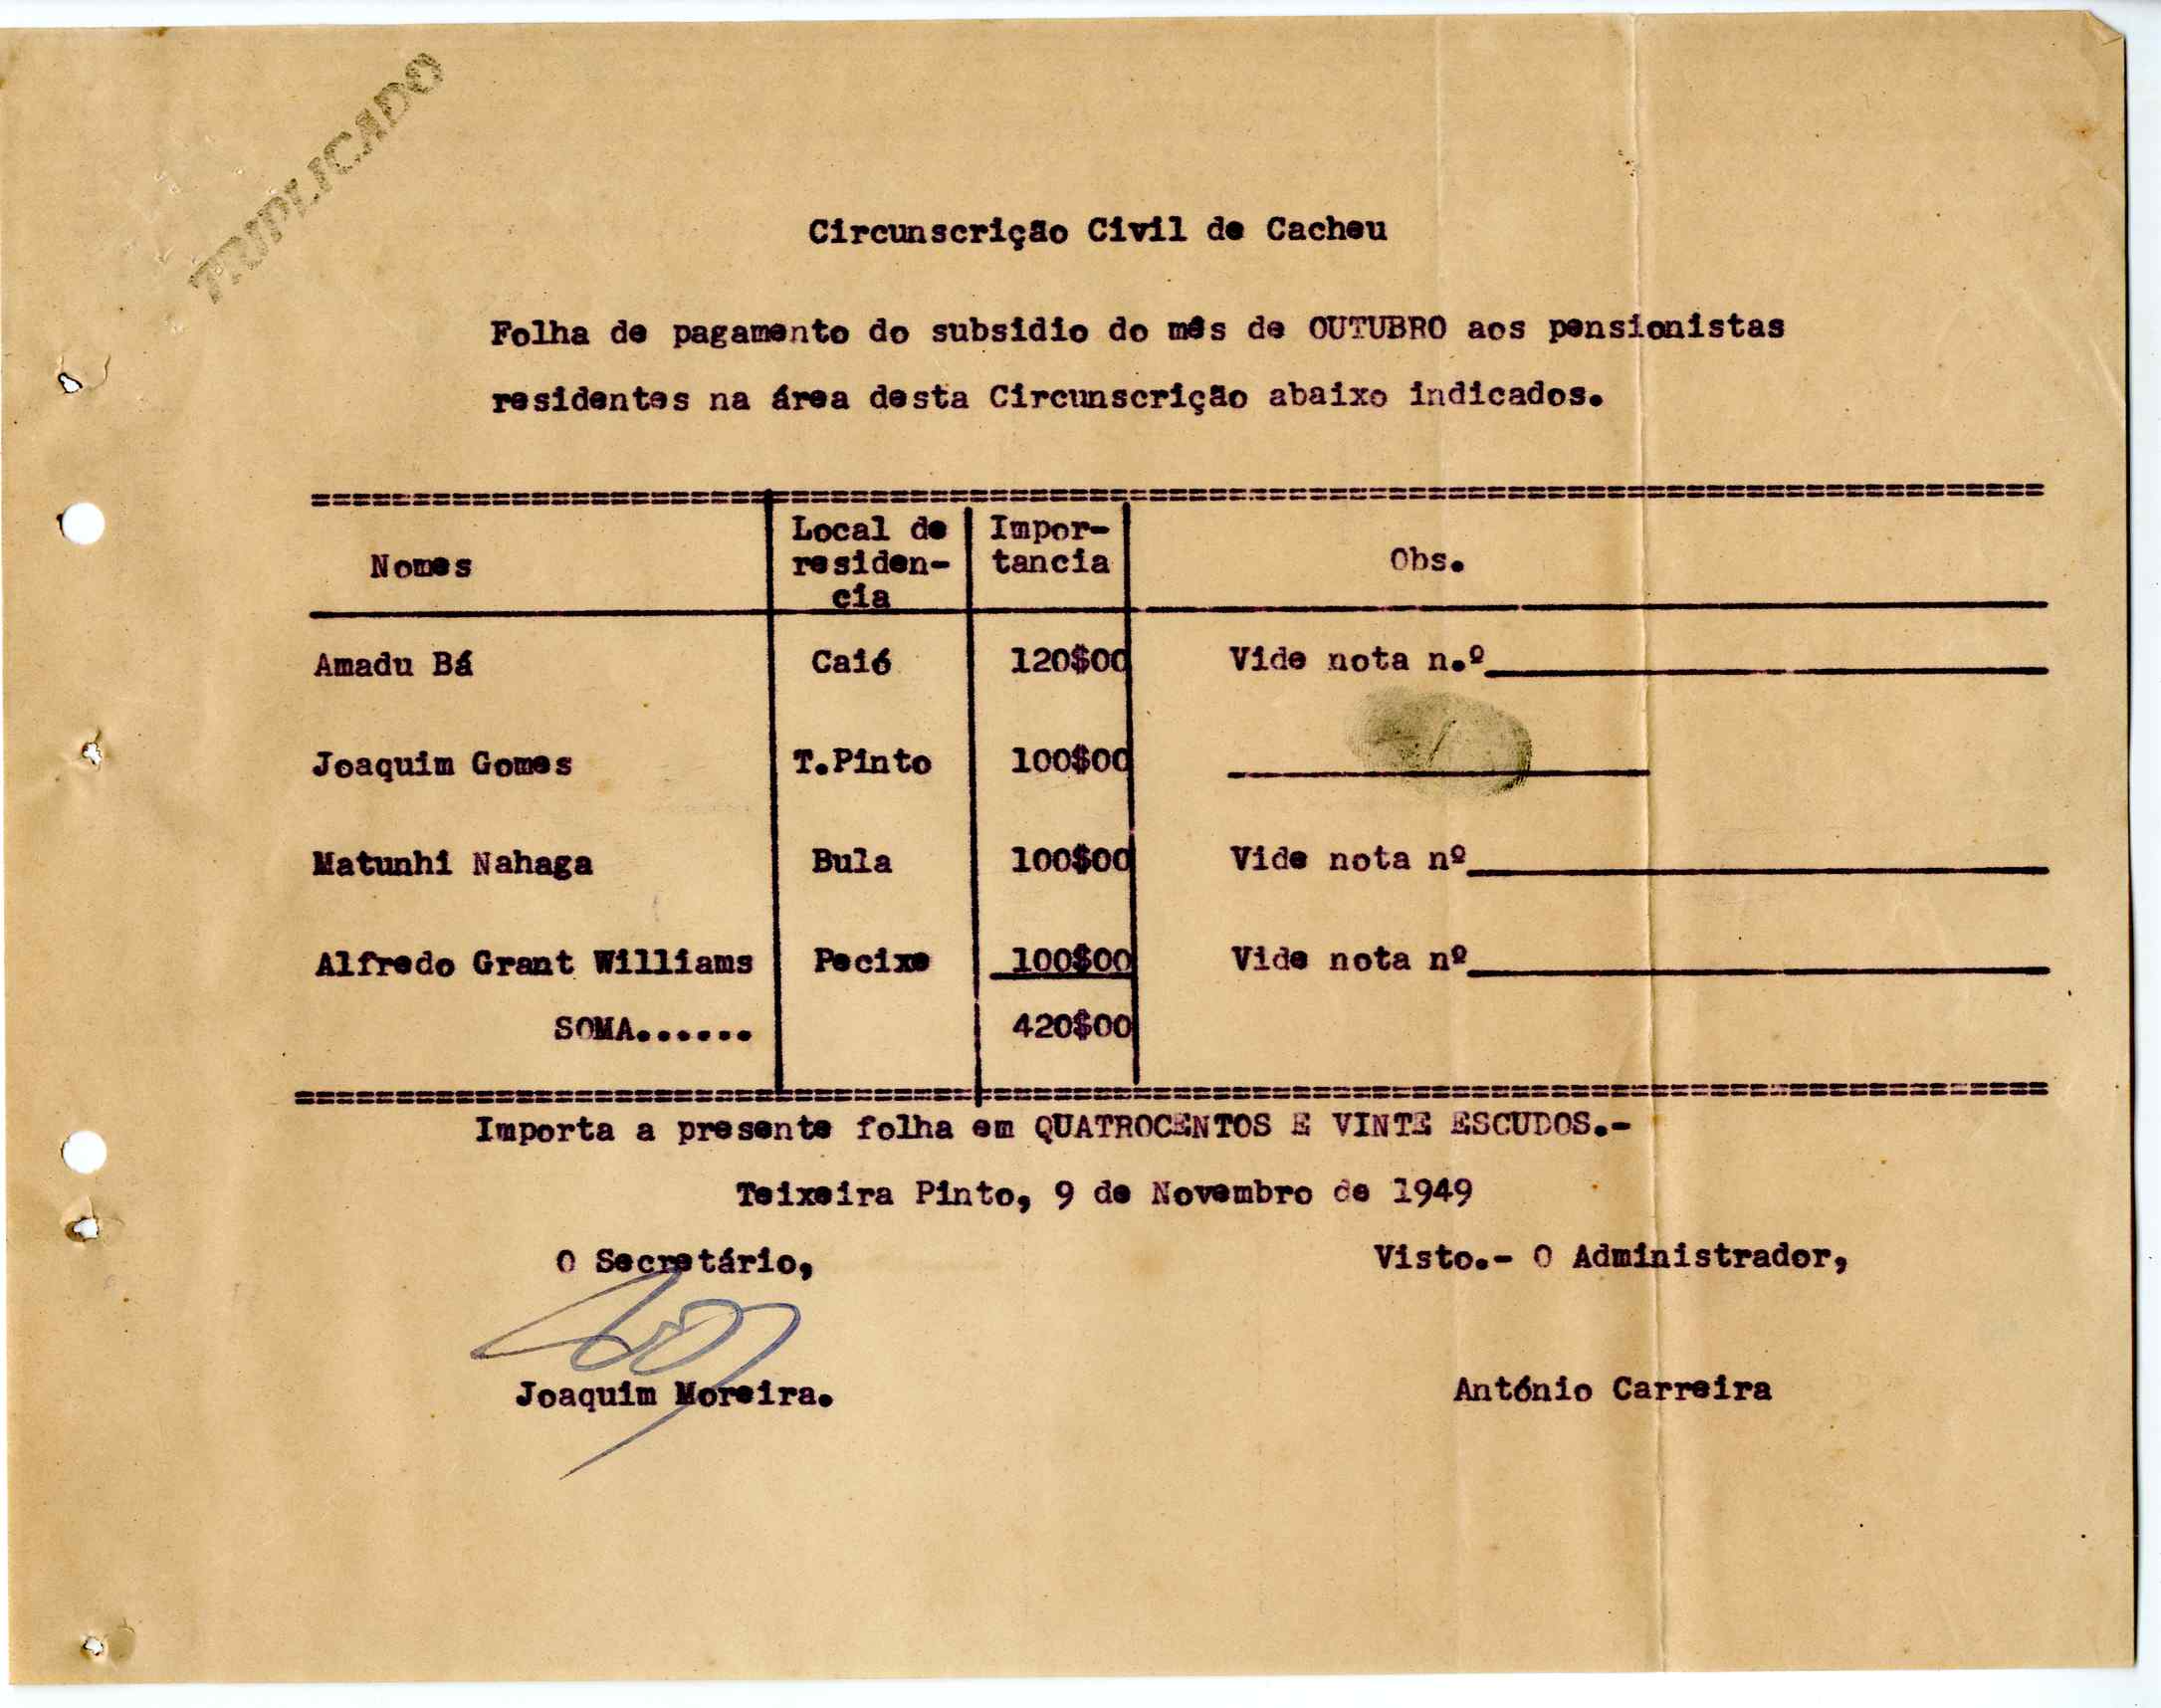 TRIPLICADO
Circunscrição Civil de Cacheu
Folha de pagamento do subsidio do mês de OUTUBRO aos pensionistas
residentes na área desta Circunscrição abaixo indicados.
Nomes
Local de
residen-
cia
Impor-
tancia
Obs.
Amadu Bá Caió 120$00 Vide nota n.º
Joaquim Gomes T.Pinto 100$00
Matunhi Nahaga Bula 100$00 Vide nota nº
Alfredo Grant Williams Pecixe 100$00 Vide nota nº
SOMA...... 420$00
Importa a presente folha em QUATROCENTOS E VINTE ESCUDOS.-
Teixeira Pinto, 9 de Novembro de 1949
O Secretário, Visto.- O Administrador,
Joaquim Moreira. António Carreira